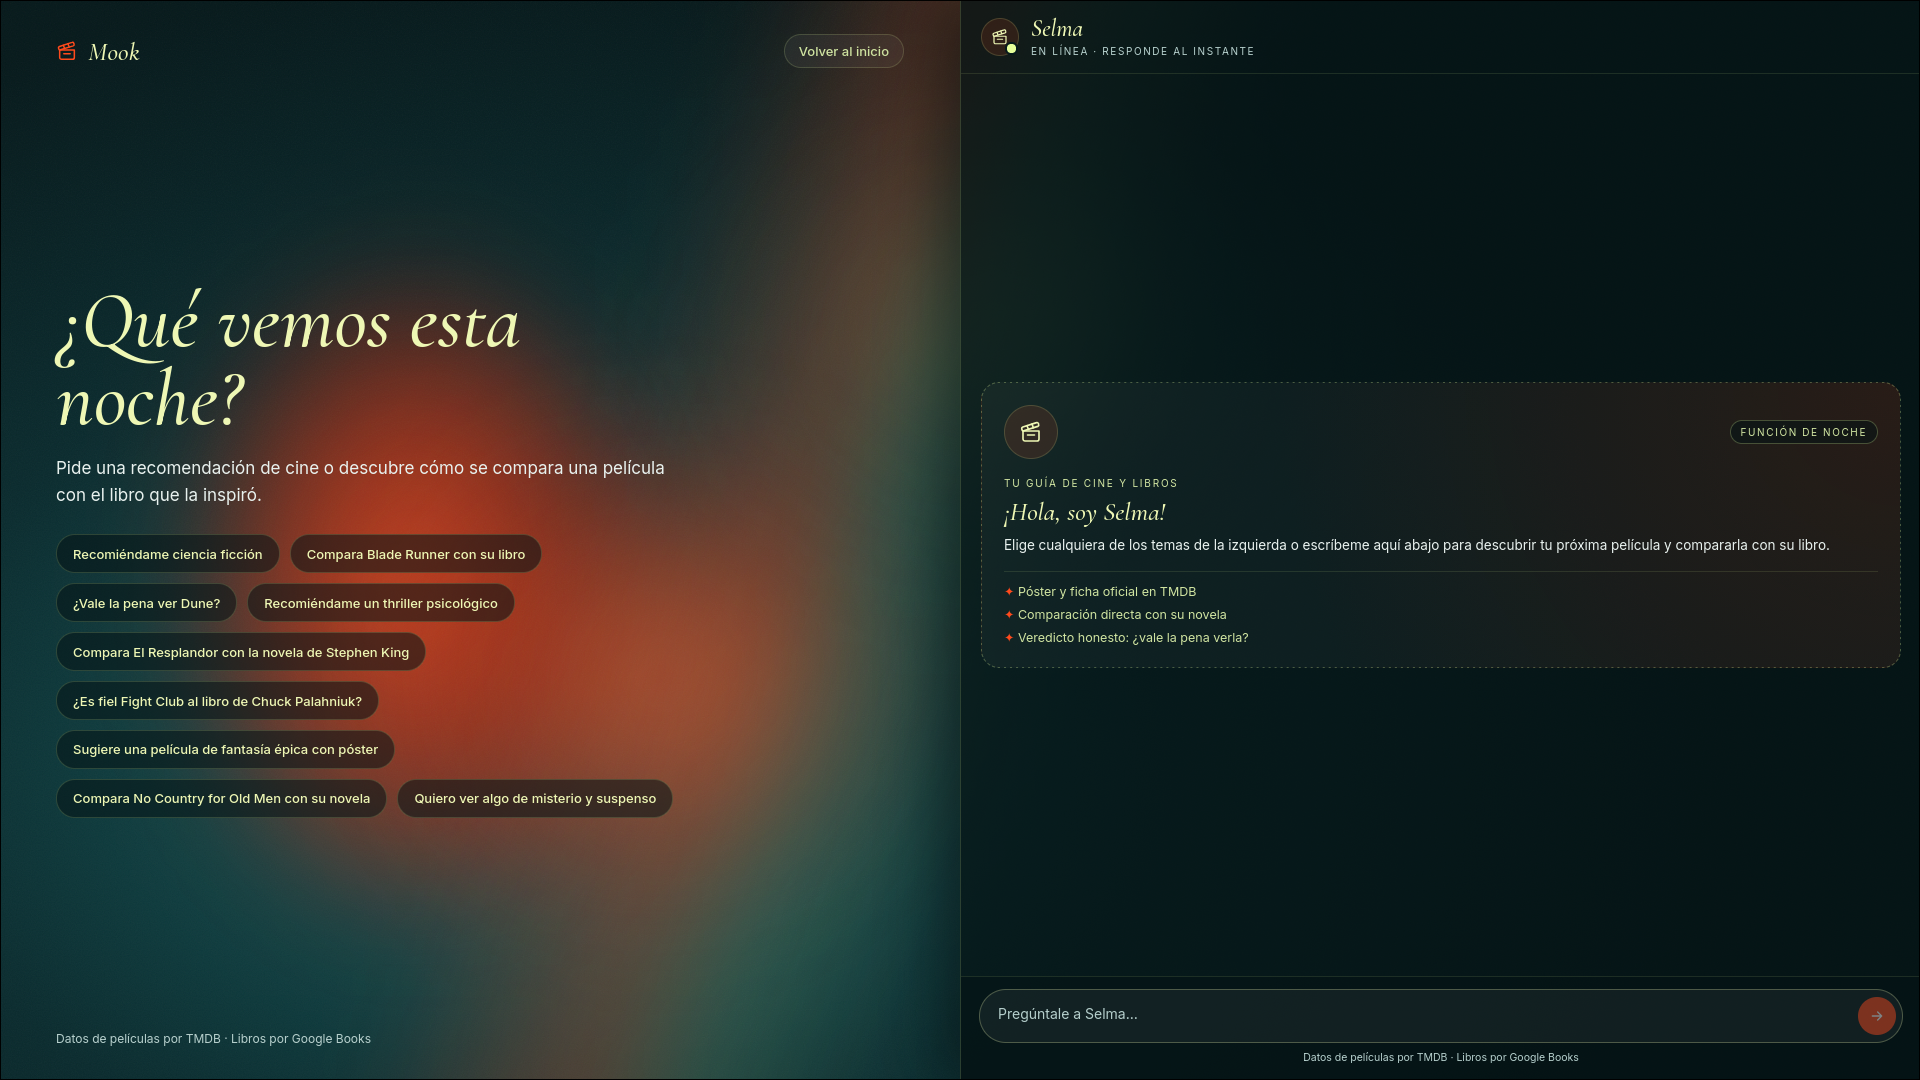 Mook
Volver al inicio
¿Qué vemos esta
noche?
Pide una recomendación de cine o descubre cómo se compara una película
con el libro que la inspiró.
Recomiéndame ciencia ficción
Compara Blade Runner con su libro
¿Vale la pena ver Dune?
Recomiéndame un thriller psicológico
Compara El Resplandor con la novela de Stephen King
¿Es fiel Fight Club al libro de Chuck Palahniuk?
Sugiere una película de fantasía épica con póster
Compara No Country for Old Men con su novela
Quiero ver algo de misterio y suspenso
Datos de películas por TMDB · Libros por Google Books
Selma
EN LÍNEA · RESPONDE AL INSTANTE
FUNCIÓN DE NOCHE
TU GUÍA DE CINE Y LIBROS
¡Hola, soy Selma!
Elige cualquiera de los temas de la izquierda o escríbeme aquí abajo para descubrir tu próxima película y compararla con su libro.
✦ Póster y ficha oficial en TMDB
✦ Comparación directa con su novela
✦ Veredicto honesto: ¿vale la pena verla?
Pregúntale a Selma...
Datos de películas por TMDB · Libros por Google Books